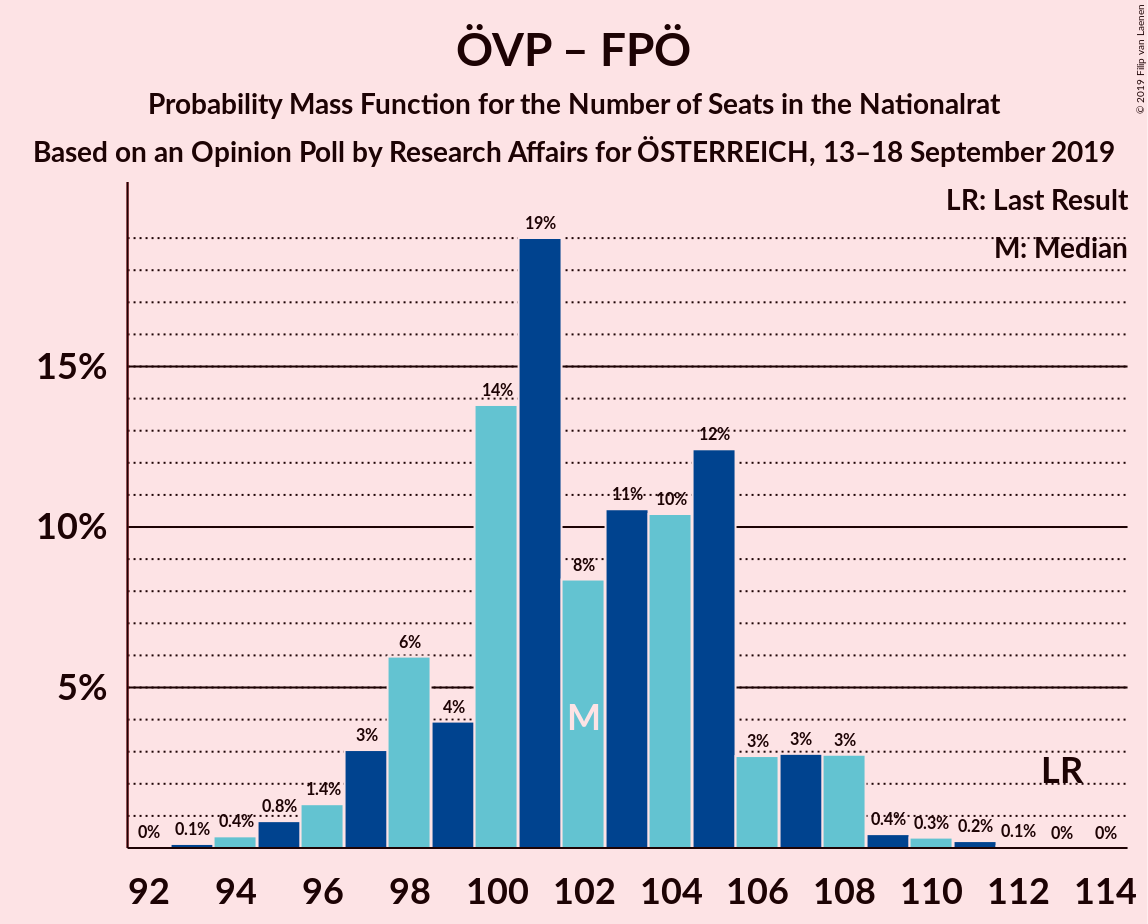 ÖVP – FPÖ
Probability Mass Function for the Number of Seats in the Nationalrat
Based on an Opinion Poll by Research Affairs for ÖSTERREICH, 13–18 September 2019
© 2019 Filip van Laenen
LR: Last Result
M: Median
15%
10%
5%
0%
0.1%
0.4%
0.8%
1.4%
3%
6%
4%
14%
19%
8%
11%
10%
12%
3%
3%
3%
0.4%
0.3%
0.2%
0.1%
0%
0%
M
LR
92 94 96 98 100 102 104 106 108 110 112 114